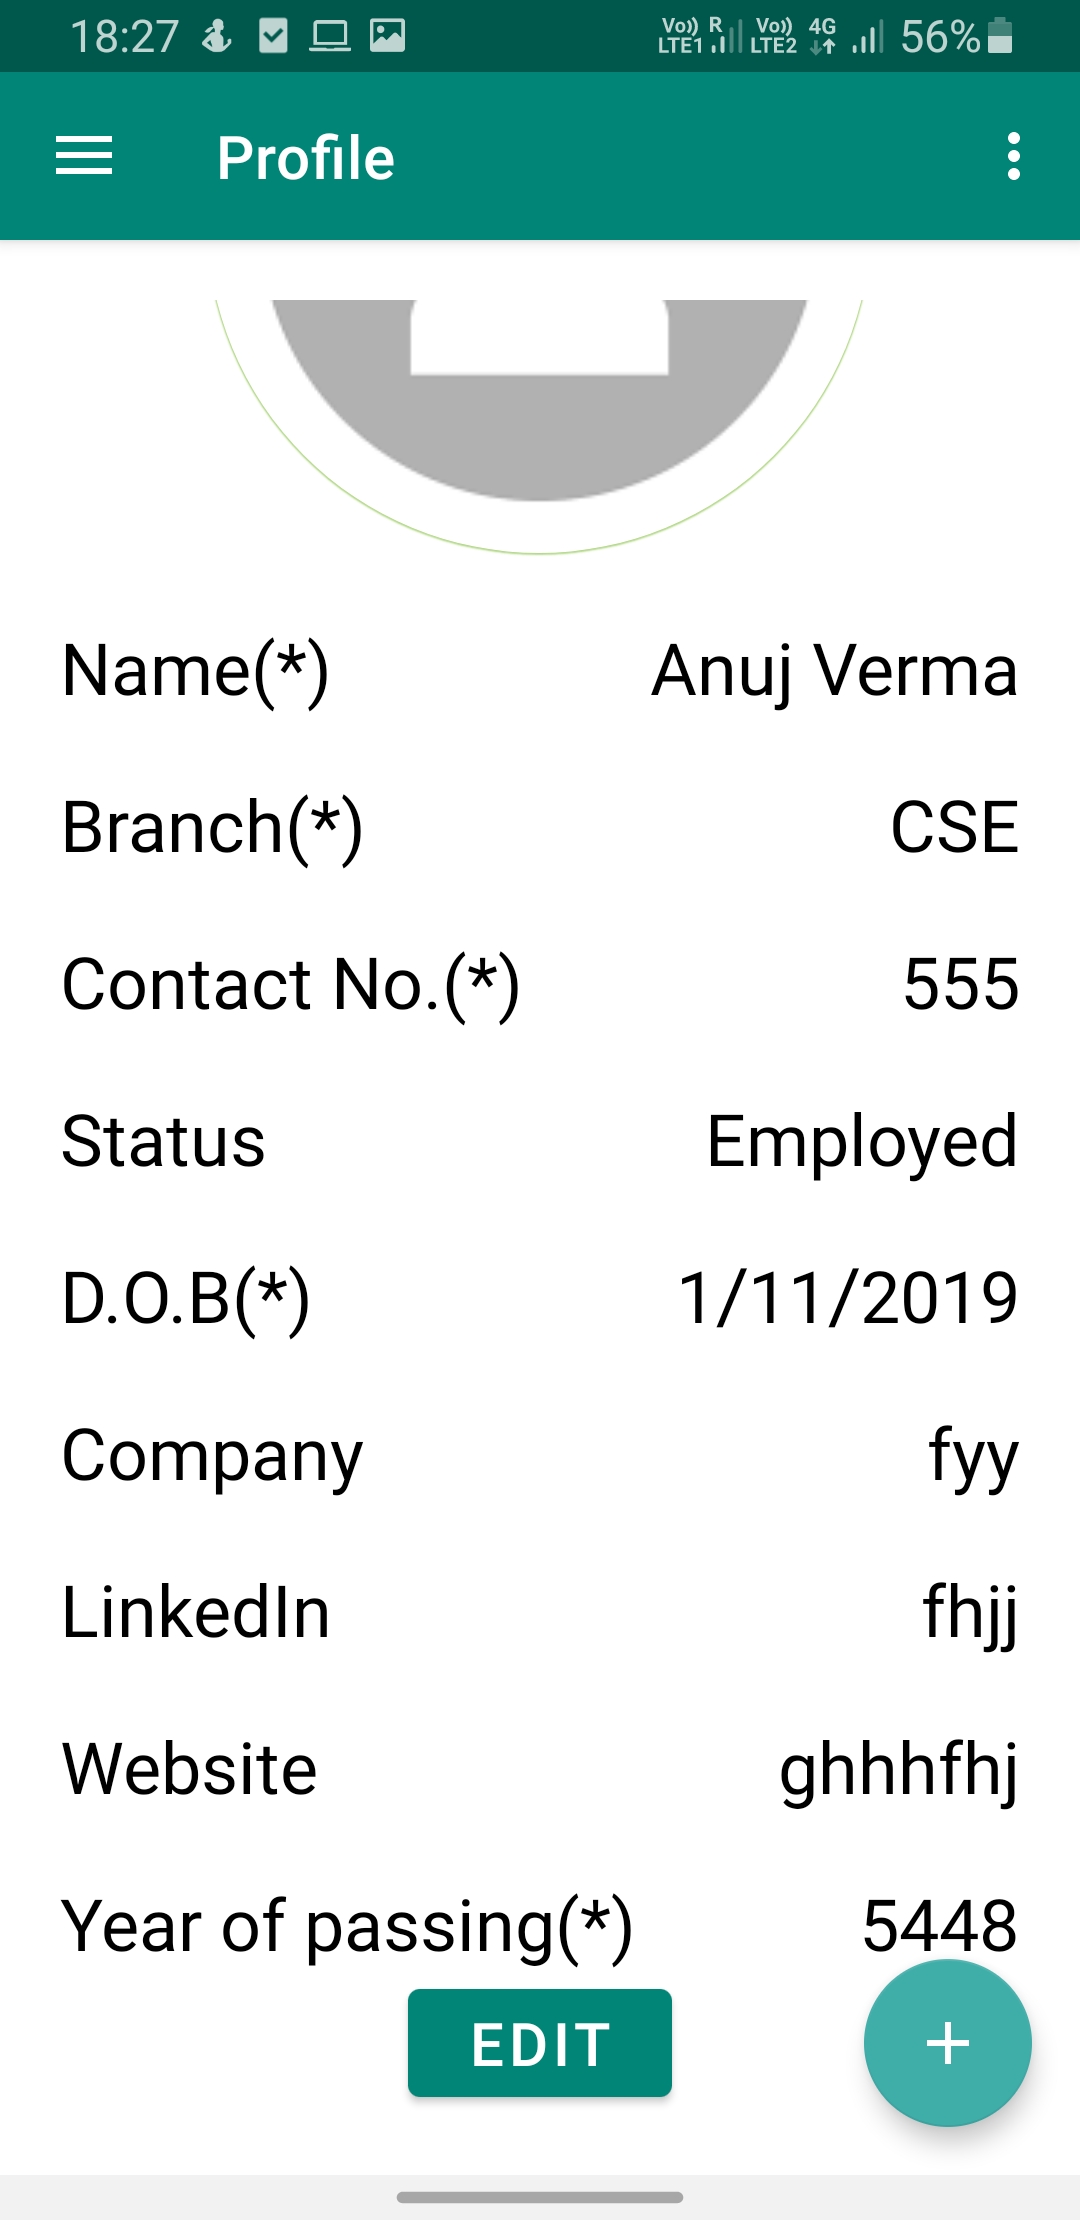 18:27 Vo)) R Vo)) 4G 56%
LTE1 LTE2
Profile
Name(*) Anuj Verma
Branch(*) CSE
Contact No.(*) 555
Status Employed
D.O.B(*) 1/11/2019
Company fyy
LinkedIn fhjj
Website ghhhfhj
Year of passing(*) 5448
EDIT
+